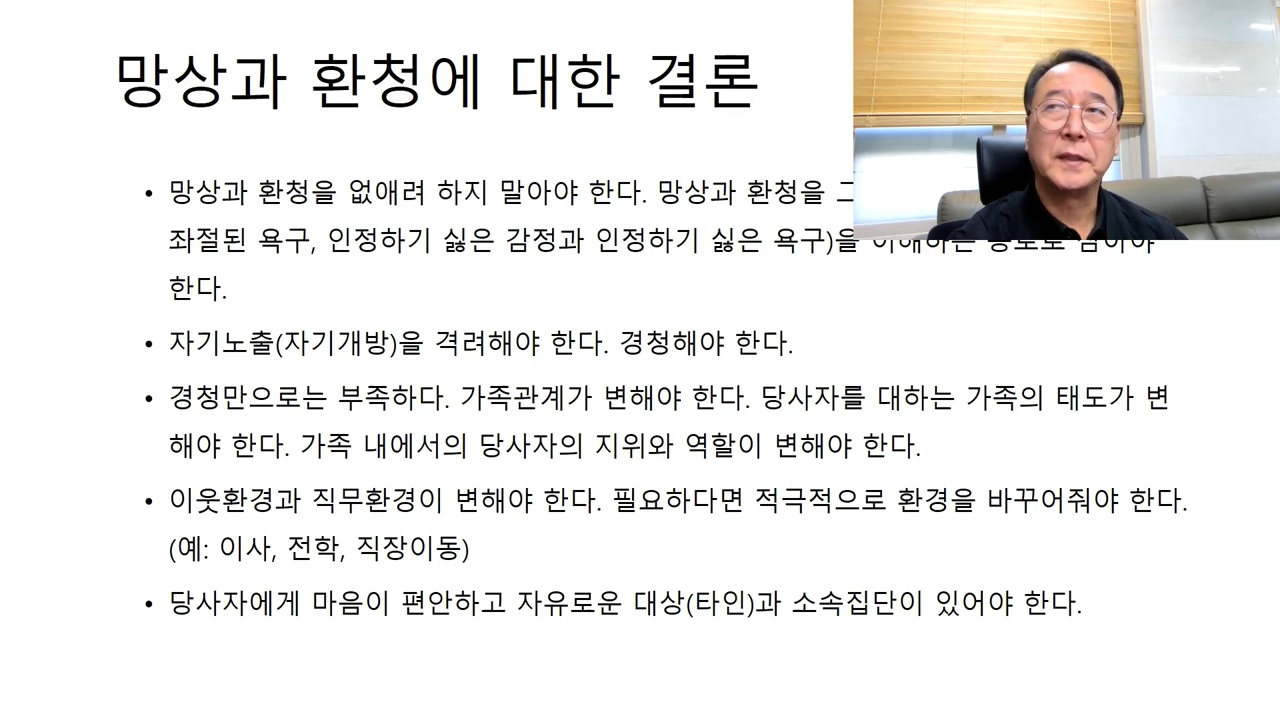 망상과 환청에 대한 결론
• 망상과 환청을 없애려 하지 말아야 한다. 망상과 환청을
좌절된 욕구, 인정하기 싫은 감정과 인정하기 싫은 욕구)을
한다.
• 자기노출(자기개방)을 격려해야 한다. 경청해야 한다.
• 경청만으로는 부족하다. 가족관계가 변해야 한다. 당사자를 대하는 가족의 태도가 변
해야 한다. 가족 내에서의 당사자의 지위와 역할이 변해야 한다.
• 이웃환경과 직무환경이 변해야 한다. 필요하다면 적극적으로 환경을 바꾸어줘야 한다.
(예: 이사, 전학, 직장이동)
• 당사자에게 마음이 편안하고 자유로운 대상(타인)과 소속집단이 있어야 한다.